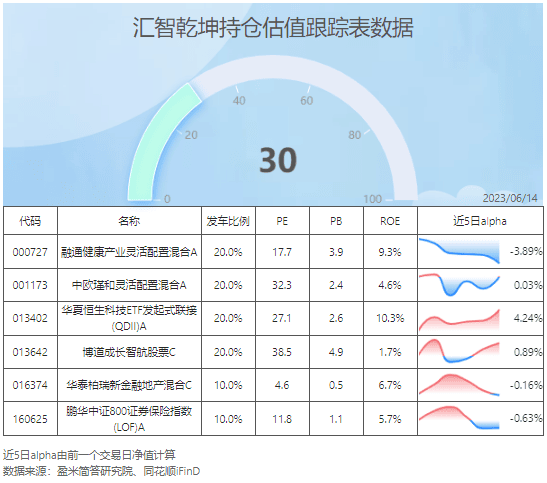 汇智乾坤持仓估值跟踪表数据
0
20
40
60
80
100
30
2023/06/14
代码 名称 发车比例 PE PB ROE 近5日alpha
000727 融通健康产业灵活配置混合A 20.0% 17.7 3.9 9.3% -3.89%
001173 中欧瑾和灵活配置混合A 20.0% 32.3 2.4 4.6% 0.03%
013402 华夏恒生科技ETF发起式联接(QDII)A 20.0% 27.1 2.6 10.3% 4.24%
013642 博道成长智航股票C 20.0% 38.5 4.9 1.7% 0.89%
016374 华泰柏瑞新金融地产混合C 10.0% 4.6 0.5 6.7% -0.16%
160625 鹏华中证800证券保险指数(LOF)A 10.0% 11.8 1.1 5.7% -0.63%
近5日alpha由前一个交易日净值计算
数据来源：盈米简答研究院、同花顺iFinD